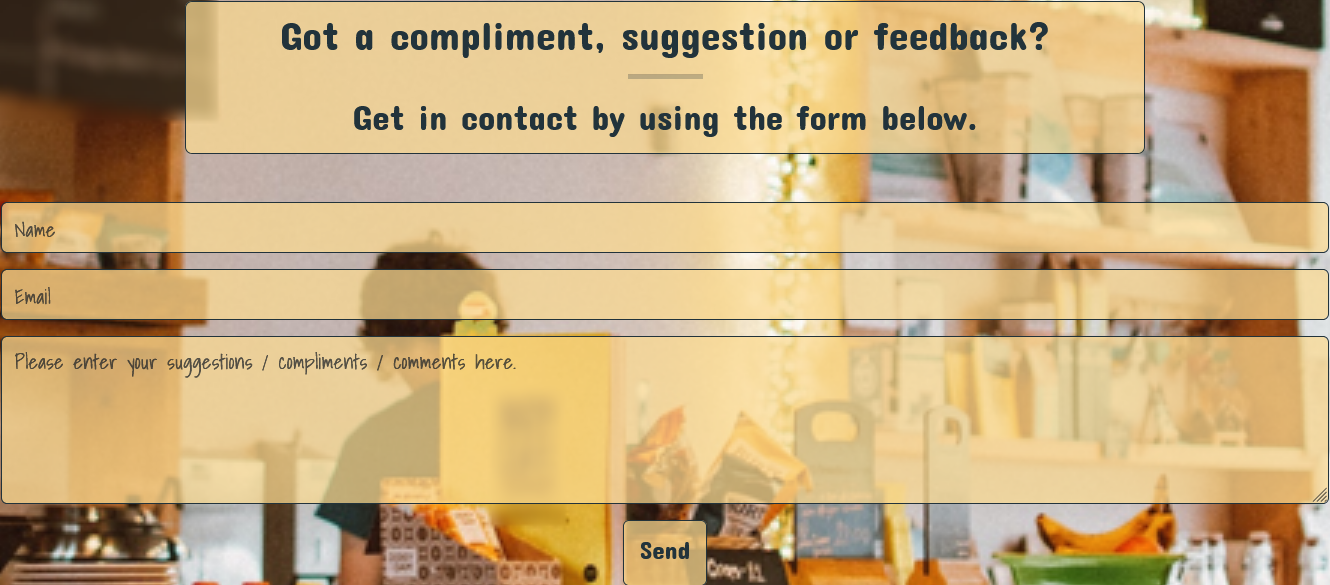 Got a compliment, suggestion or feedback?
Get in contact by using the form below.
Name
Email
Please enter your suggestions / compliments / comments here.
Send